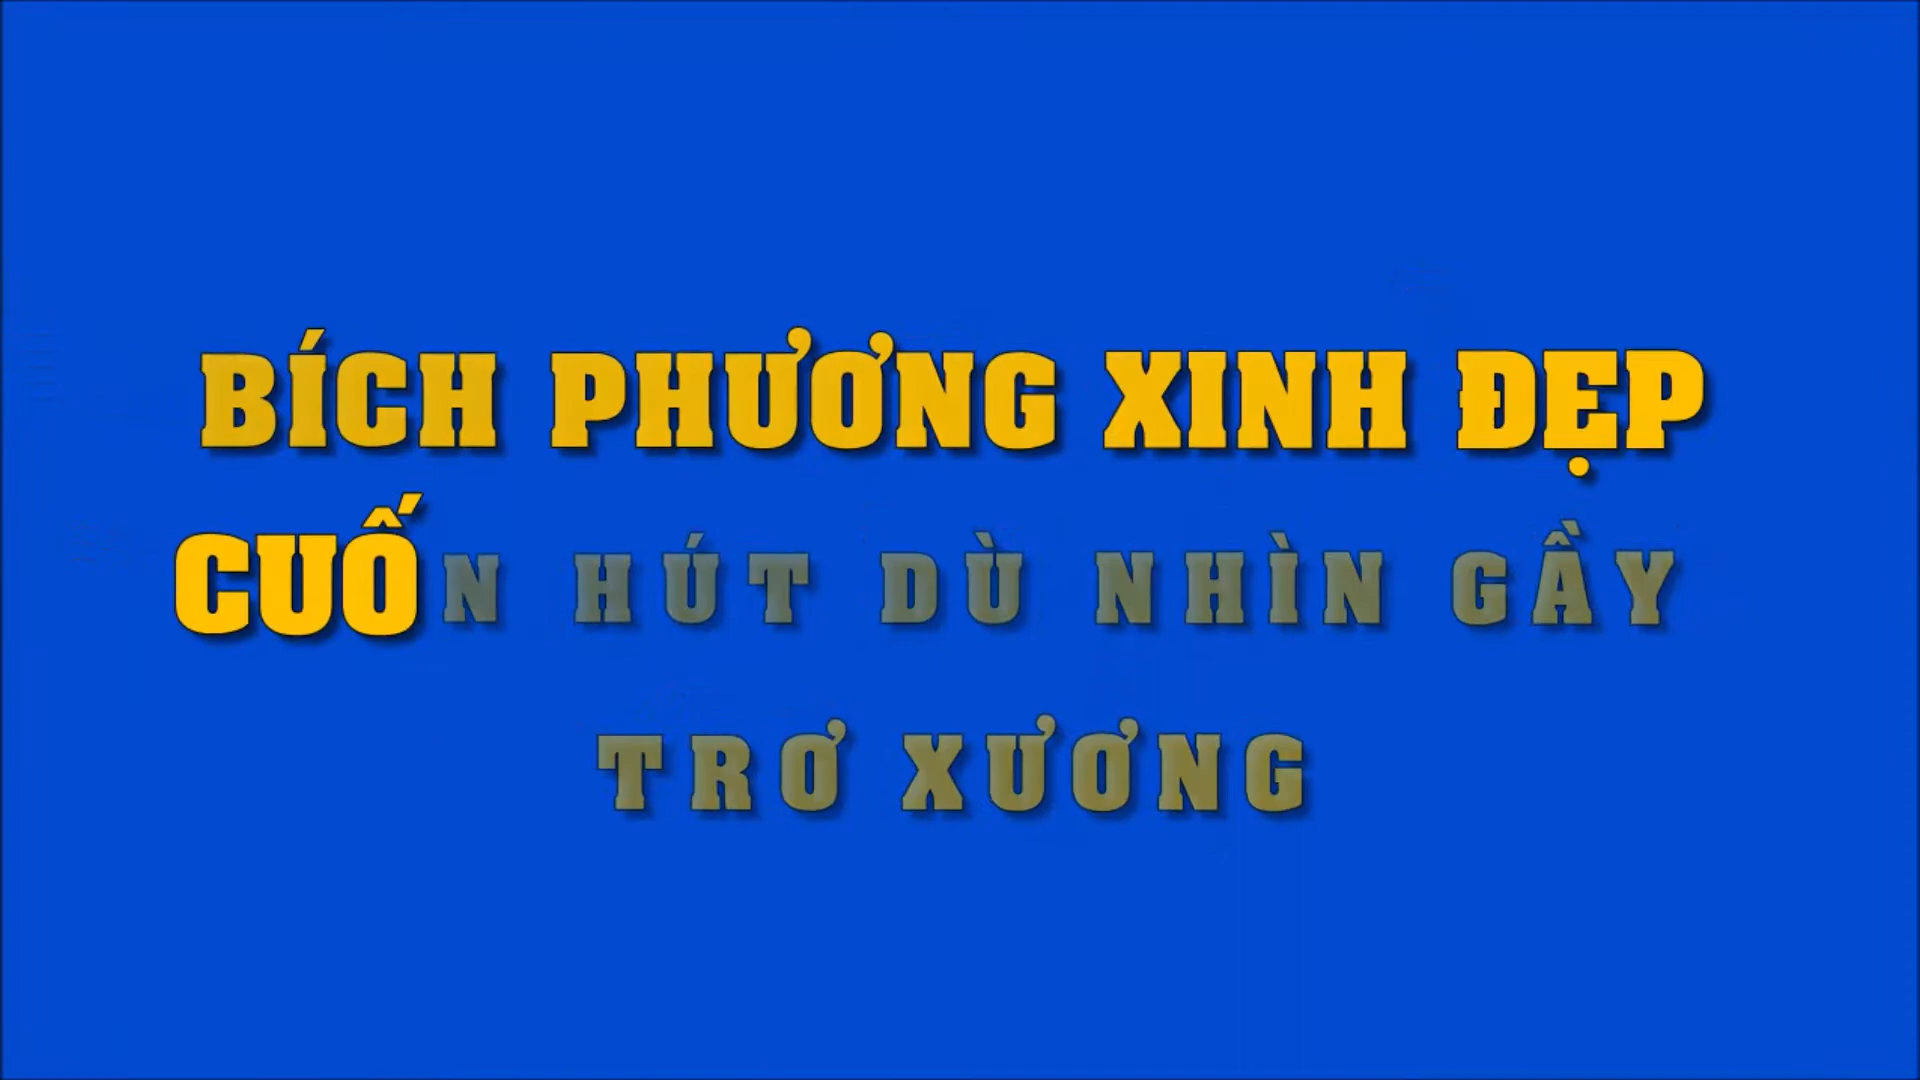 BÍCH PHƯƠNG XINH ĐẸP
CUỐN HÚT DÙ NHÌN GẦY
TRƠ XƯƠNG